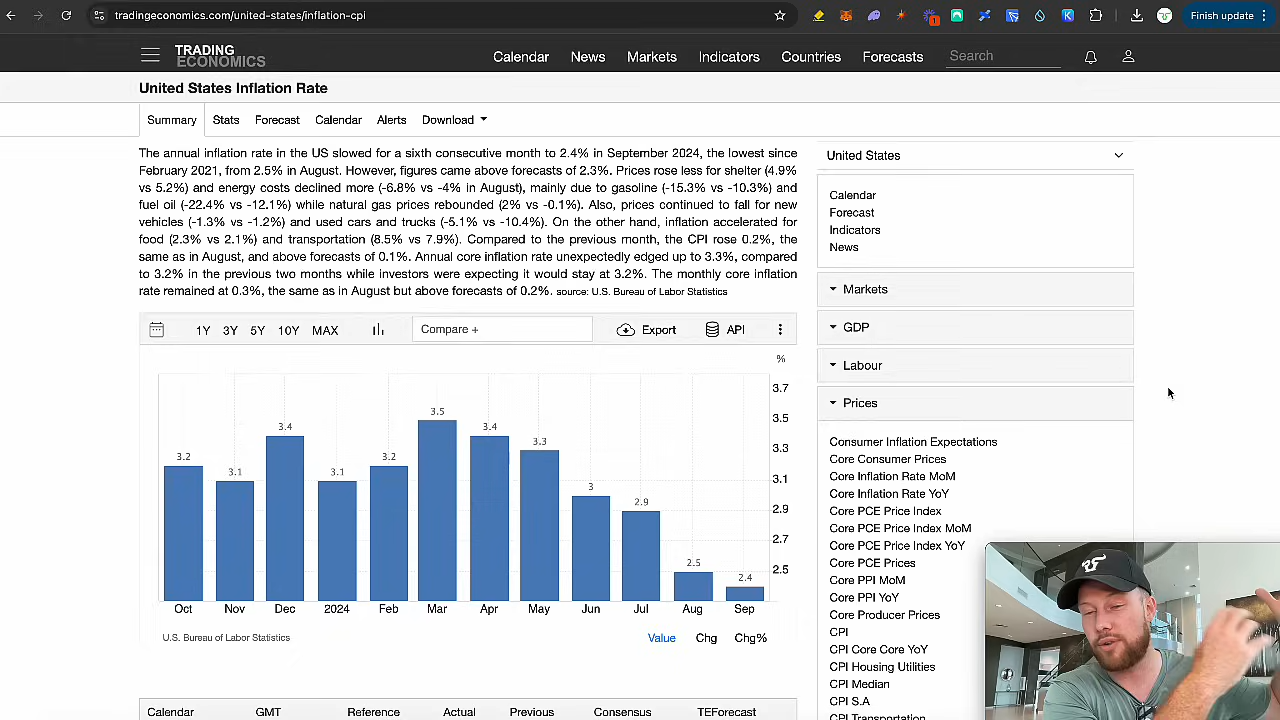 tradingeconomics.com/united-states/inflation-cpi
Finish update
TRADING
ECONOMICS
Calendar News Markets Indicators Countries Forecasts Search
United States Inflation Rate
Summary Stats Forecast Calendar Alerts Download
The annual inflation rate in the US slowed for a sixth consecutive month to 2.4% in September 2024, the lowest since
February 2021, from 2.5% in August. However, figures came above forecasts of 2.3%. Prices rose less for shelter (4.9%
vs 5.2%) and energy costs declined more (-6.8% vs -4% in August), mainly due to gasoline (-15.3% vs -10.3%) and
fuel oil (-22.4% vs -12.1%) while natural gas prices rebounded (2% vs -0.1%). Also, prices continued to fall for new
vehicles (-1.3% vs -1.2%) and used cars and trucks (-5.1% vs -10.4%). On the other hand, inflation accelerated for
food (2.3% vs 2.1%) and transportation (8.5% vs 7.9%). Compared to the previous month, the CPI rose 0.2%, the
same as in August, and above forecasts of 0.1%. Annual core inflation rate unexpectedly edged up to 3.3%, compared
to 3.2% in the previous two months while investors were expecting it would stay at 3.2%. The monthly core inflation
rate remained at 0.3%, the same as in August but above forecasts of 0.2%. source: U.S. Bureau of Labor Statistics
1Y 3Y 5Y 10Y MAX Compare + Export API
%
3.7
3.5
3.3
3.1
2.9
2.7
2.5
3.2 3.1 3.4 3.1 3.2 3.5 3.4 3.3 3 2.9 2.5 2.4
Oct Nov Dec 2024 Feb Mar Apr May Jun Jul Aug Sep
U.S. Bureau of Labor Statistics
Value Chg Chg%
Calendar GMT Reference Actual Previous Consensus TEForecast
United States
Calendar
Forecast
Indicators
News
Markets
GDP
Labour
Prices
Consumer Inflation Expectations
Core Consumer Prices
Core Inflation Rate MoM
Core Inflation Rate YoY
Core PCE Price Index
Core PCE Price Index MoM
Core PCE Price Index YoY
Core PCE Prices
Core PPI MoM
Core PPI YoY
Core Producer Prices
CPI
CPI Core Core YoY
CPI Housing Utilities
CPI Median
CPI S.A
CPI Transportation